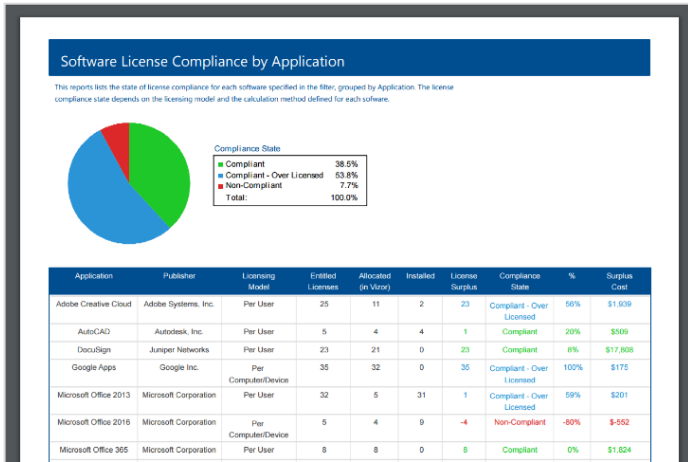 Software License Compliance by Application
This reports lists the state of license compliance for each software specified in the filter, grouped by Application. The license
compliance state depends on the licensing model and the calculation method defined for each sofware.
Compliance State
Compliant 38.5%
Compliant - Over Licensed 53.8%
Non-Compliant 7.7%
Total: 100.0%
Application Publisher Licensing Model Entitled Licenses Allocated (in Vizor) Installed License Surplus Compliance State % Surplus Cost
Adobe Creative Cloud Adobe Systems, Inc. Per User 25 11 2 23 Compliant - Over Licensed 56% $1,939
AutoCAD Autodesk, Inc. Per User 5 4 4 1 Compliant 20% $509
DocuSign Juniper Networks Per User 23 21 0 23 Compliant 8% $17,808
Google Apps Google Inc. Per Computer/Device 35 32 0 35 Compliant - Over Licensed 100% $175
Microsoft Office 2013 Microsoft Corporation Per User 32 5 31 1 Compliant - Over Licensed 59% $201
Microsoft Office 2016 Microsoft Corporation Per Computer/Device 5 4 9 -4 Non-Compliant -80% $-552
Microsoft Office 365 Microsoft Corporation Per User 8 8 0 8 Compliant 0% $1,824